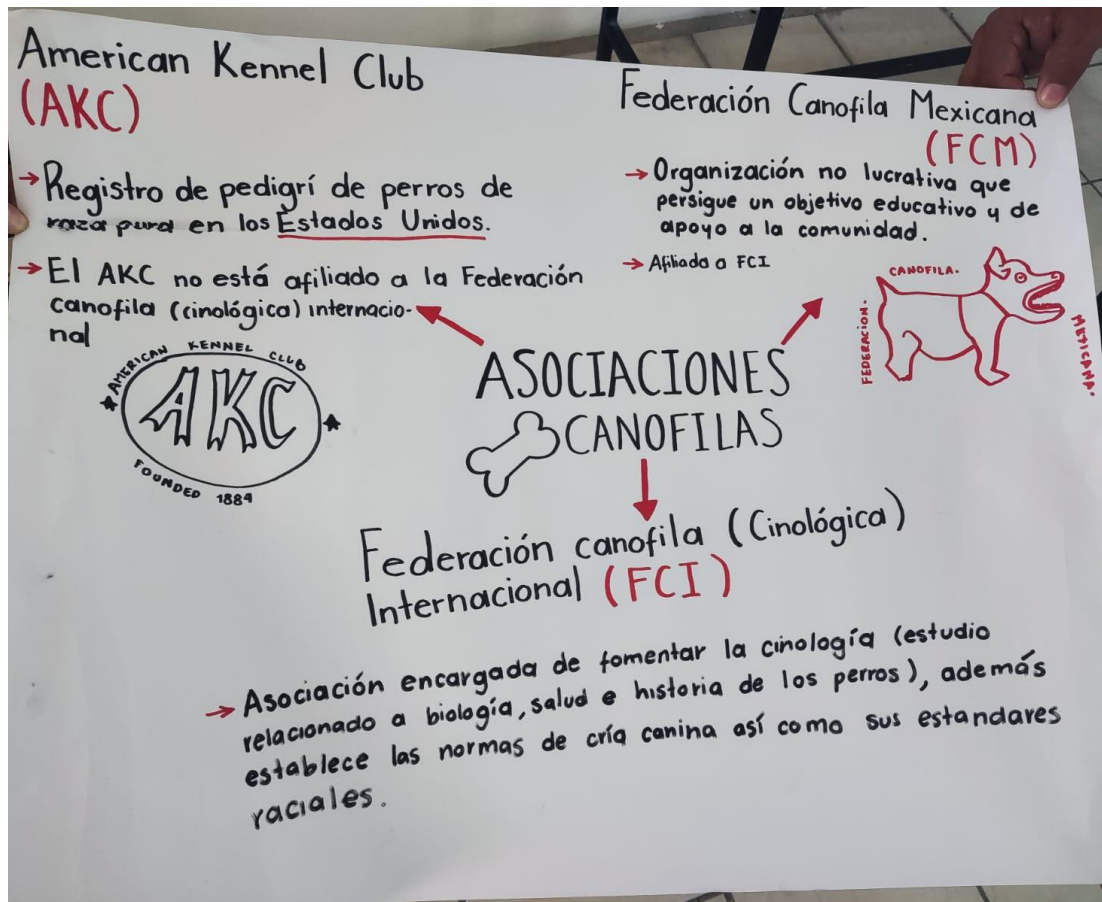 American Kennel Club
(AKC)
→ Registro de pedigrí de perros de
raza pura en los Estados Unidos.
→ El AKC no está afiliado a la Federación
canofila (cinológica) internacio-
nal
AMERICAN KENNEL CLUB
AKC
FOUNDED 1884
Federación Canofila Mexicana
(FCM)
→ Organización no lucrativa que
persigue un objetivo educativo y de
apoyo a la comunidad.
→ Afiliada a FCI
FEDERACION.
CANOFILA.
MEXICANA.
ASOCIACIONES
CANOFILAS
Federación canofila (Cinológica)
Internacional (FCI)
→ Asociación encargada de fomentar la cinología (estudio
relacionado a biología, salud e historia de los perros), además
establece las normas de cría canina así como sus estandares
raciales.